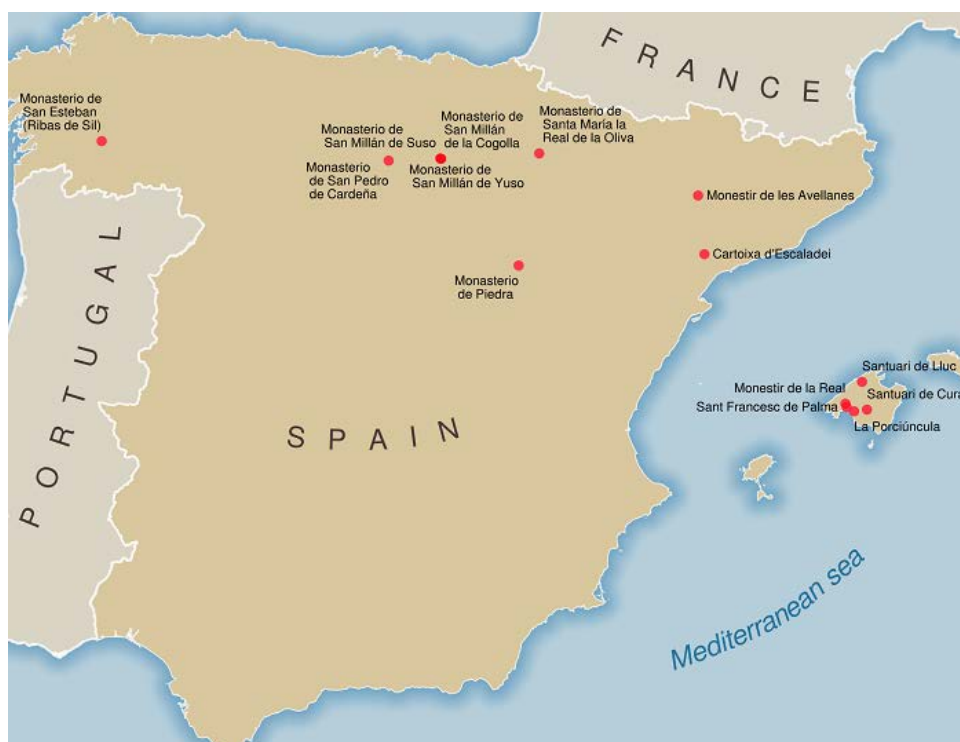 FRANCE
Monasterio de
San Esteban
(Ribas de Sil)
Monasterio de
San Millán de Suso
Monasterio de
San Millán
de la Cogolla
Monasterio de
Santa María la
Real de la Oliva
Monasterio
de San Pedro
de Cardeña
Monasterio de
San Millán de Yuso
Monestir de les Avellanes
Cartoixa d'Escaladei
Monasterio
de Piedra
PORTUGAL
SPAIN
Santuari de Lluc
Monestir de la Real
Santuari de Cura
Sant Francesc de Palma
La Porciúncula
Mediterranean sea